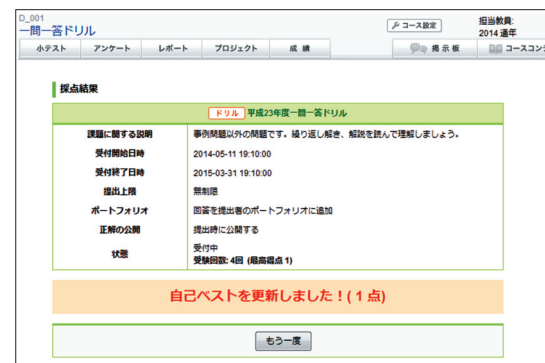 D_001
一問一答ドリル
コース設定
担当教員:
2014 通年
小テスト アンケート レポート プロジェクト 成績 掲示板 コースコンテ
採点結果
ドリル 平成23年度一問一答ドリル
課題に関する説明 事例問題以外の問題です。繰り返し解き、解説を読んで理解しましょう。
受付開始日時 2014-05-11 19:10:00
受付終了日時 2015-03-31 19:10:00
提出上限 無制限
ポートフォリオ 回答を提出者のポートフォリオに追加
正解の公開 提出時に公開する
状態 受付中
受験回数: 4回 (最高得点 1)
自己ベストを更新しました！( 1 点)
もう一度